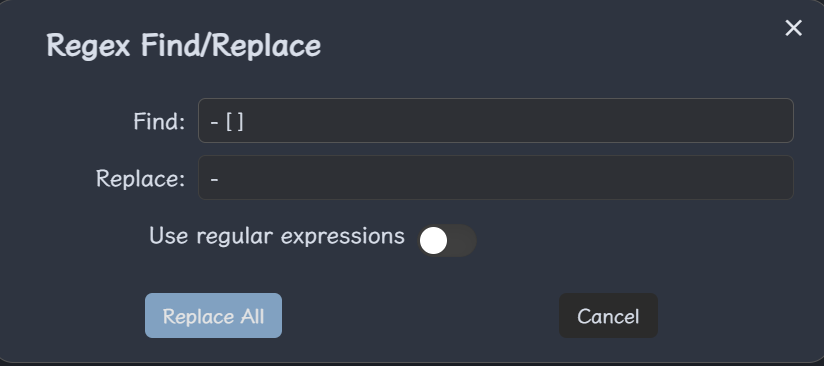 Regex Find/Replace
Find: - [ ]
Replace: -
Use regular expressions
Replace All Cancel